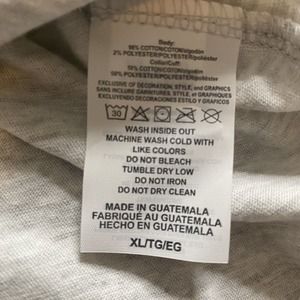 Body:
98% COTTON/COTON/algodón
2% POLYESTER/POLYESTER/poliéster
Collar/Cuff:
50% COTTON/COTON/algodón
50% POLYESTER/POLYESTER/poliéster
EXCLUSIVE OF DECORATION, STYLE, and GRAPHICS
SANS INCLURE GARNITURES, STYLE, et GRAPHIQUES
EXCLUYENDO DECORACIONES ESTILO Y GRAFICOS
30
WASH INSIDE OUT
MACHINE WASH COLD WITH
LIKE COLORS
DO NOT BLEACH
TUMBLE DRY LOW
DO NOT IRON
DO NOT DRY CLEAN
MADE IN GUATEMALA
FABRIQUÉ AU GUATEMALA
HECHO EN GUATEMALA
XL/TG/EG